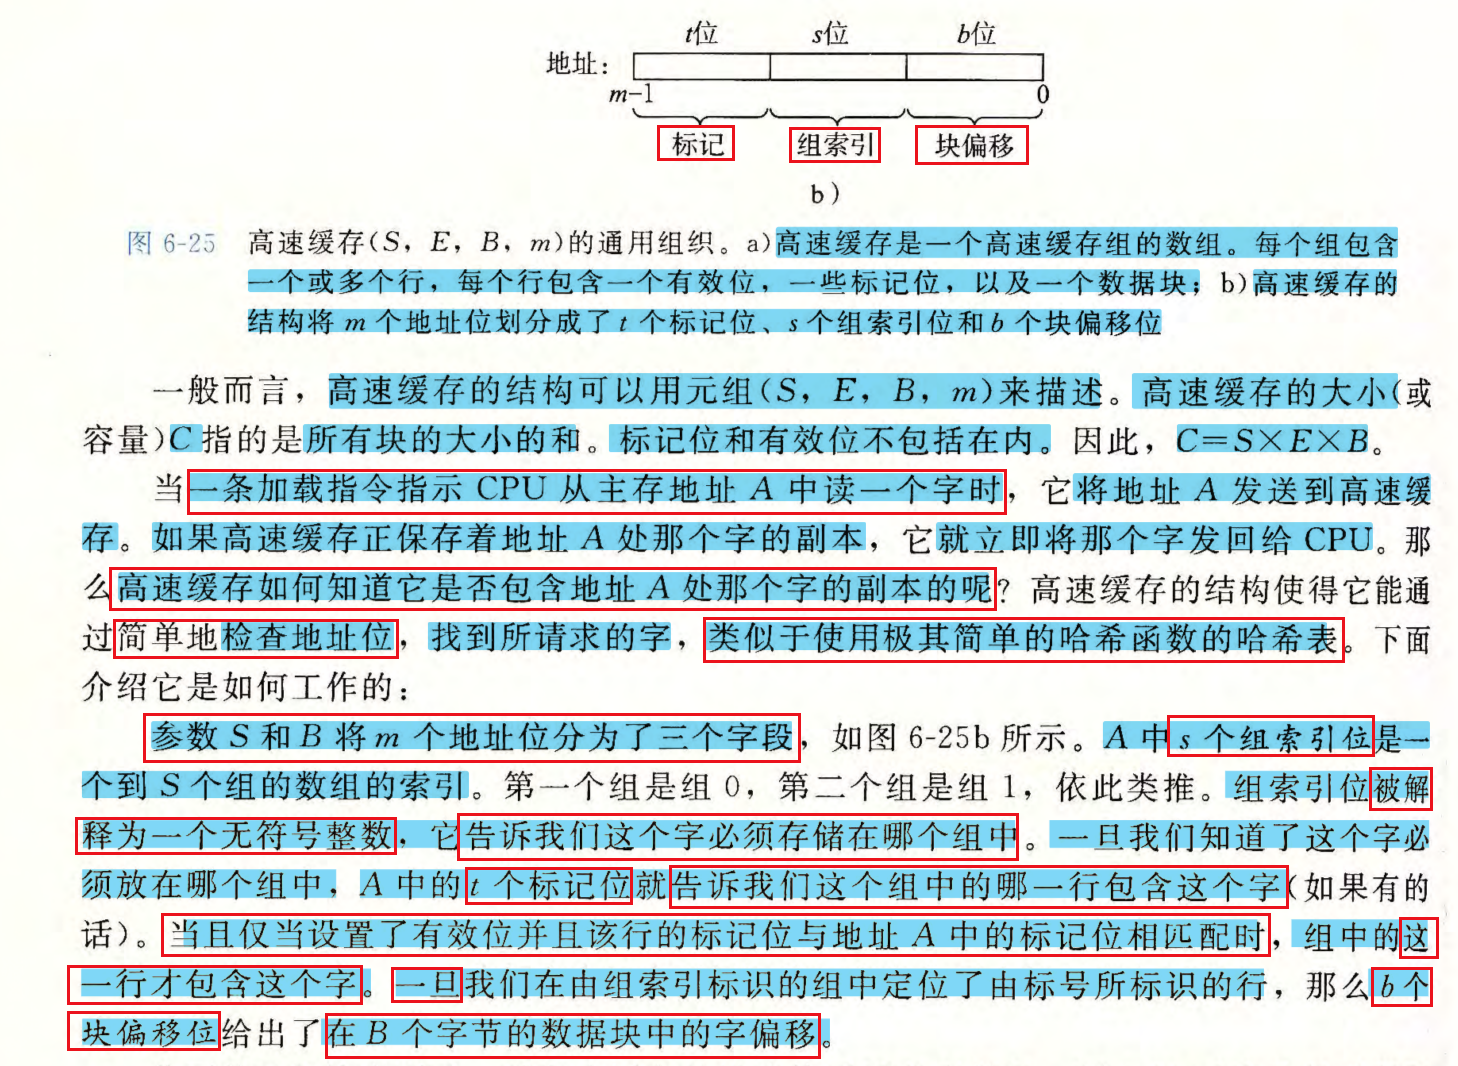 t位 s位 b位
地址：
m−1 0
标记 组索引 块偏移
b）
图 6-25 高速缓存(S，E，B，m)的通用组织。a)高速缓存是一个高速缓存组的数组。每个组包含
一个或多个行，每个行包含一个有效位，一些标记位，以及一个数据块；b)高速缓存的
结构将 m 个地址位划分成了 t 个标记位、s 个组索引位和 b 个块偏移位
一般而言，高速缓存的结构可以用元组(S，E，B，m)来描述。高速缓存的大小(或
容量)C 指的是所有块的大小的和。标记位和有效位不包括在内。因此，C=S×E×B。
当一条加载指令指示 CPU 从主存地址 A 中读一个字时，它将地址 A 发送到高速缓
存。如果高速缓存正保存着地址 A 处那个字的副本，它就立即将那个字发回给 CPU。那
么高速缓存如何知道它是否包含地址 A 处那个字的副本的呢？高速缓存的结构使得它能通
过简单地检查地址位，找到所请求的字，类似于使用极其简单的哈希函数的哈希表。下面
介绍它是如何工作的：
参数 S 和 B 将 m 个地址位分为了三个字段，如图 6-25b 所示。A 中 s 个组索引位是一
个到 S 个组的数组的索引。第一个组是组 0，第二个组是组 1，依此类推。组索引位被解
释为一个无符号整数，它告诉我们这个字必须存储在哪个组中。一旦我们知道了这个字必
须放在哪个组中，A 中的 t 个标记位就告诉我们这个组中的哪一行包含这个字(如果有的
话)。当且仅当设置了有效位并且该行的标记位与地址 A 中的标记位相匹配时，组中的这
一行才包含这个字。一旦我们在由组索引标识的组中定位了由标号所标识的行，那么 b 个
块偏移位给出了在 B 个字节的数据块中的字偏移。